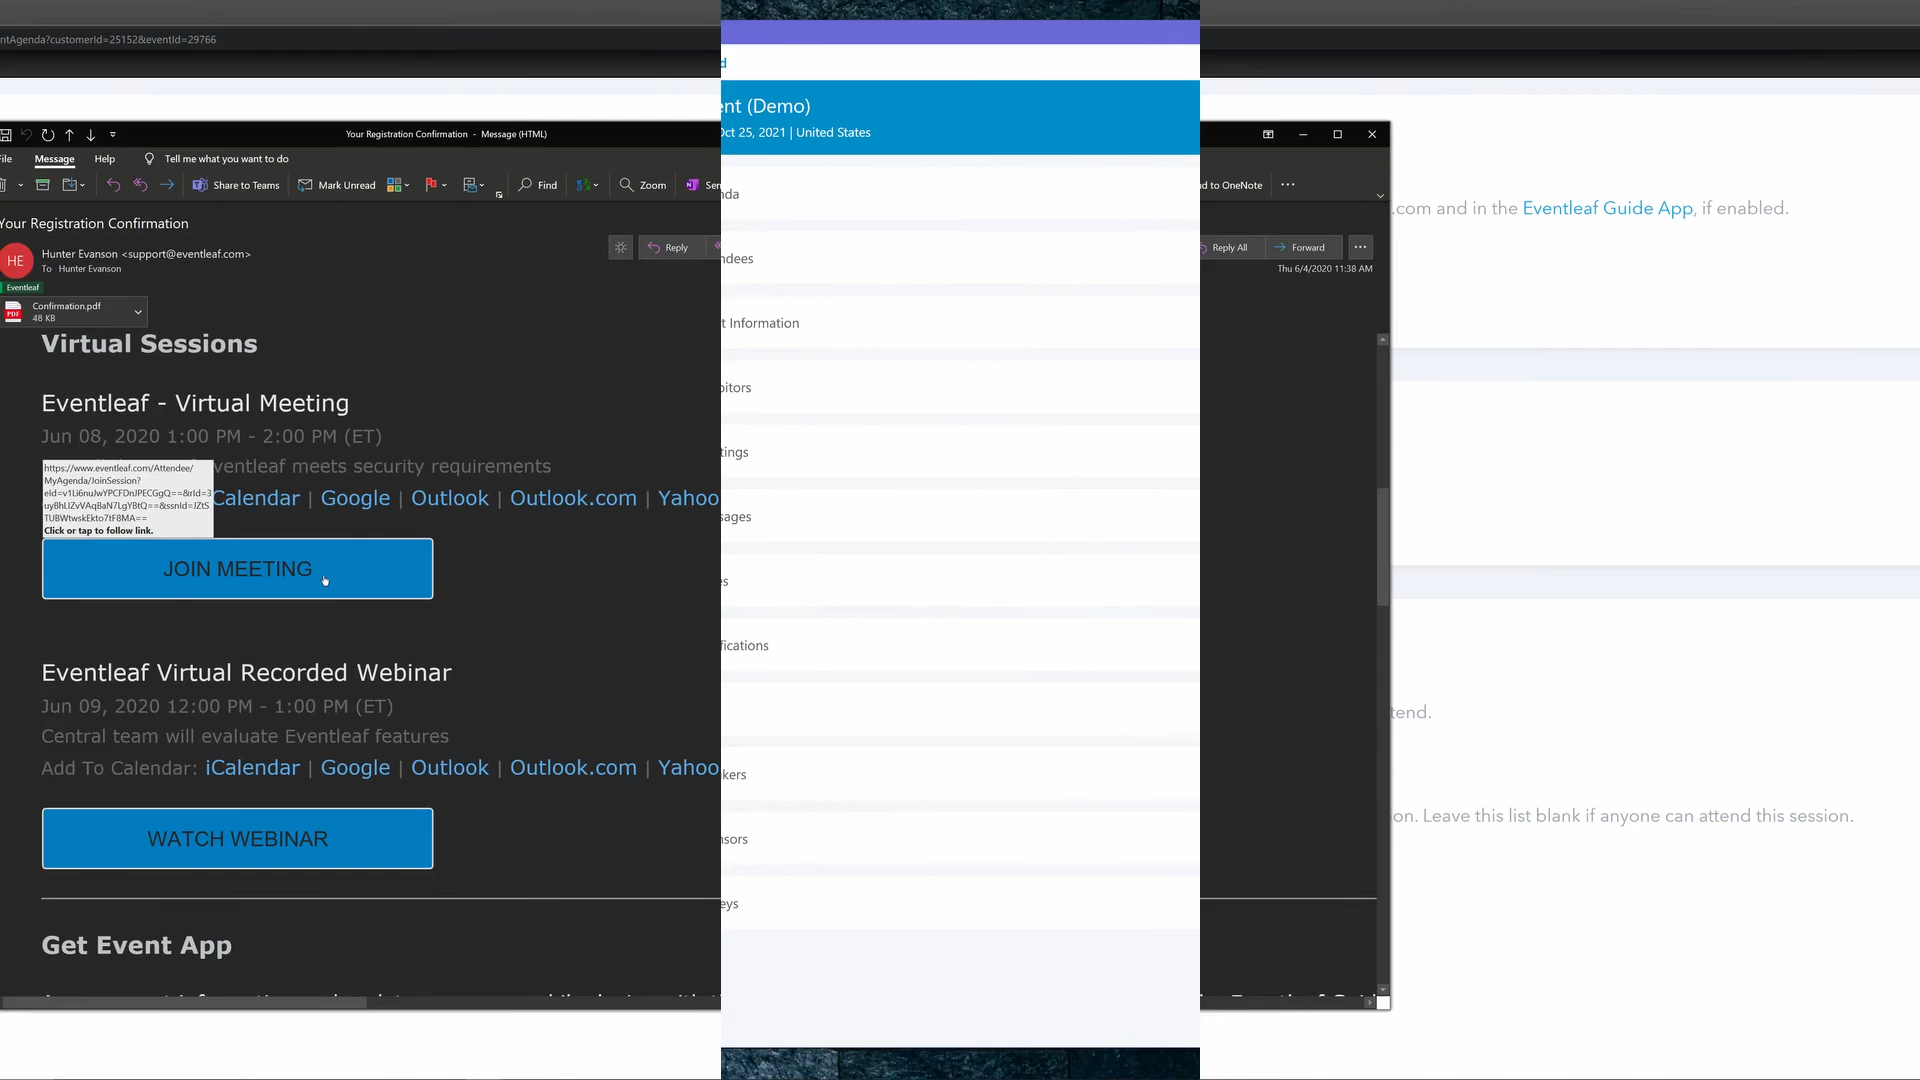 ntAgenda?customerId=25152&eventId=29766
Your Registration Confirmation - Message (HTML)
File Message Help Tell me what you want to do
Share to Teams Mark Unread Find Zoom
d to OneNote
Your Registration Confirmation
HE
Hunter Evanson <support@eventleaf.com>
To Hunter Evanson
Reply
Reply All Forward
Thu 6/4/2020 11:38 AM
Eventleaf
PDF
Confirmation.pdf
48 KB
Virtual Sessions
Eventleaf - Virtual Meeting
Jun 08, 2020 1:00 PM - 2:00 PM (ET)
ventleaf meets security requirements
https://www.eventleaf.com/Attendee/
MyAgenda/JoinSession?
Click or tap to follow link.
iCalendar | Google | Outlook | Outlook.com | Yahoo
JOIN MEETING
Eventleaf Virtual Recorded Webinar
Jun 09, 2020 12:00 PM - 1:00 PM (ET)
Central team will evaluate Eventleaf features
Add To Calendar: iCalendar | Google | Outlook | Outlook.com | Yahoo
WATCH WEBINAR
Get Event App
d
ent (Demo)
Oct 25, 2021 | United States
nda
ndees
t Information
bitors
tings
sages
es
fications
kers
nsors
eys
.com and in the Eventleaf Guide App, if enabled.
tend.
on. Leave this list blank if anyone can attend this session.